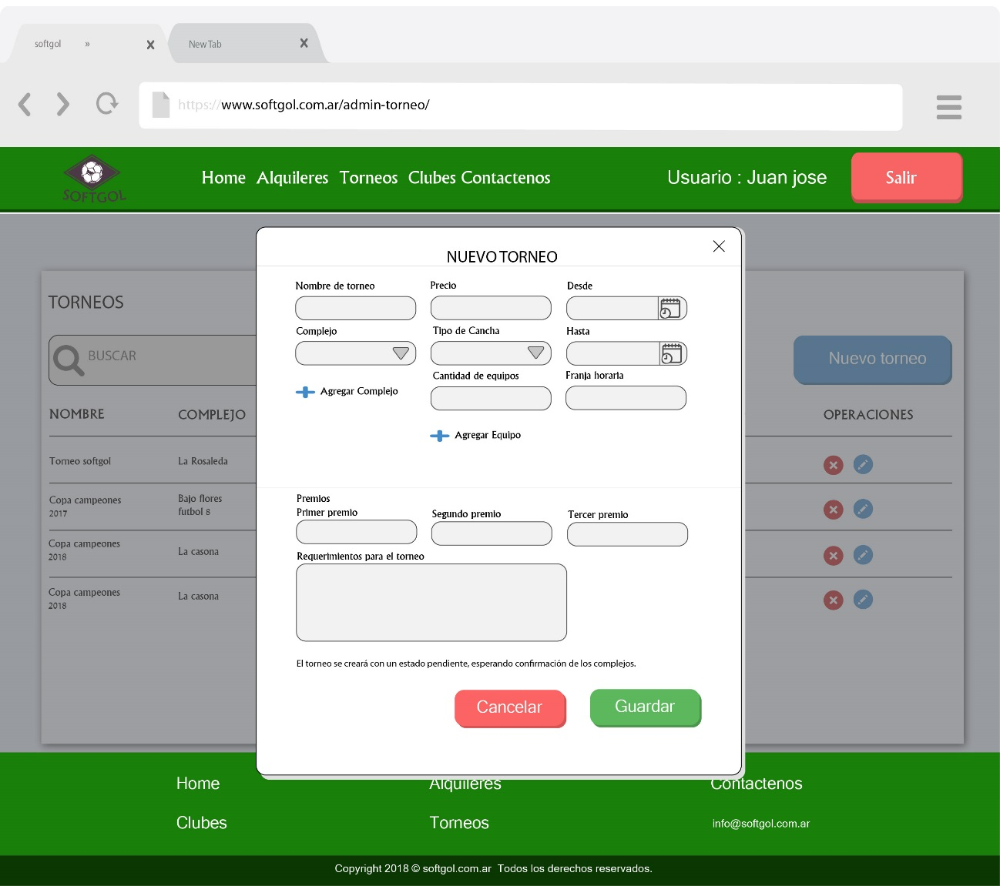 softgol »
x
New Tab
x
https://www.softgol.com.ar/admin-torneo/
SOFTGOL
Home Alquileres Torneos Clubes Contactenos
Usuario : Juan jose
Salir
NUEVO TORNEO
Nombre de torneo
Precio
Desde
Complejo
Tipo de Cancha
Hasta
Agregar Complejo
Cantidad de equipos
Franja horaria
Agregar Equipo
Premios
Primer premio
Segundo premio
Tercer premio
Requerimientos para el torneo
El torneo se creará con un estado pendiente, esperando confirmación de los complejos.
Cancelar
Guardar
TORNEOS
BUSCAR
Nuevo torneo
NOMBRE
COMPLEJO
OPERACIONES
Torneo softgol
La Rosaleda
Copa campeones
2017
Bajo flores
futbol 8
Copa campeones
2018
La casona
Copa campeones
2018
La casona
Home
Alquileres
Contactenos
Clubes
Torneos
info@softgol.com.ar
Copyright 2018 © softgol.com.ar Todos los derechos reservados.